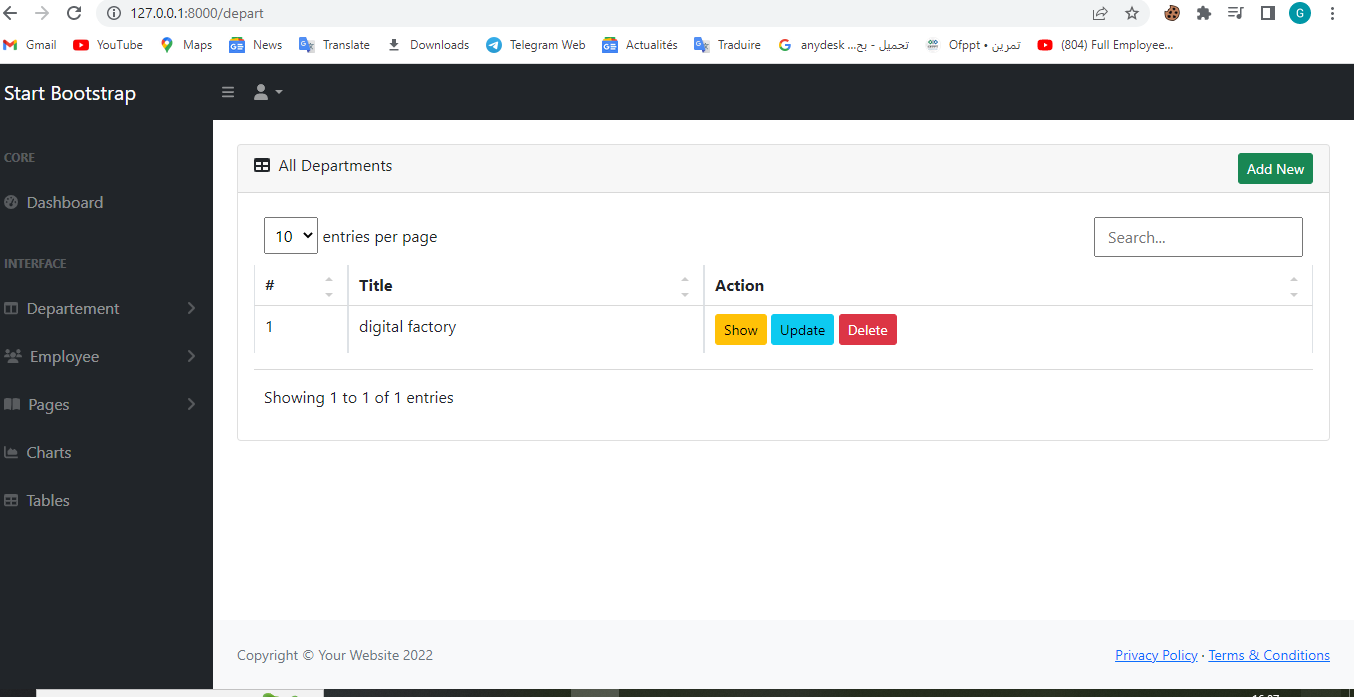 127.0.0.1:8000/depart
G
Gmail YouTube Maps News Translate Downloads Telegram Web Actualités Traduire anydesk تحميل - بح... Ofppt • تمرين (804) Full Employee...
Start Bootstrap
CORE
Dashboard
INTERFACE
Departement
Employee
Pages
Charts
Tables
All Departments Add New
10 entries per page Search...
# Title Action
1 digital factory Show Update Delete
Showing 1 to 1 of 1 entries
Copyright © Your Website 2022 Privacy Policy · Terms & Conditions